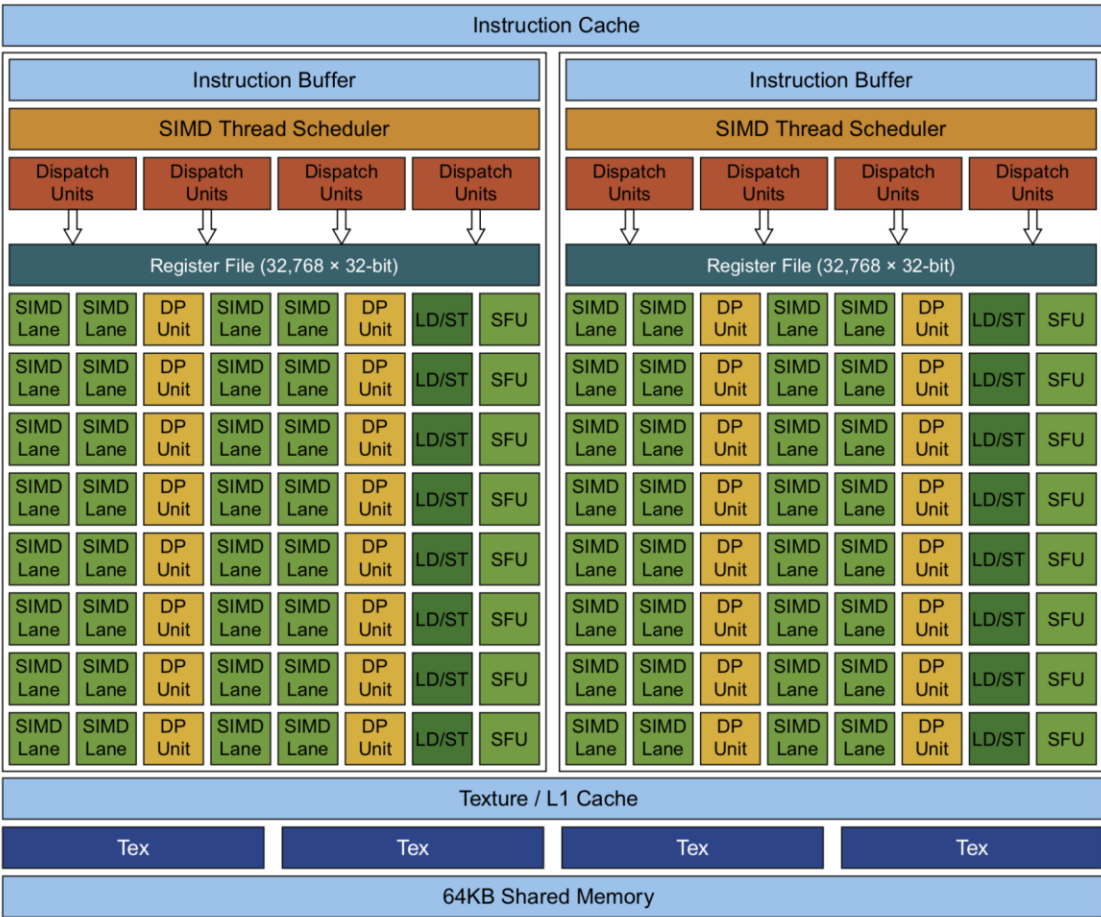 Instruction Cache
Instruction Buffer Instruction Buffer
SIMD Thread Scheduler SIMD Thread Scheduler
Dispatch Dispatch Dispatch Dispatch Dispatch Dispatch Dispatch Dispatch
Units Units Units Units Units Units Units Units
Register File (32,768 × 32-bit) Register File (32,768 × 32-bit)
SIMD SIMD DP SIMD SIMD DP LD/ST SFU SIMD SIMD DP SIMD SIMD DP LD/ST SFU
Lane Lane Unit Lane Lane Unit Lane Lane Unit Lane Lane Unit
SIMD SIMD DP SIMD SIMD DP LD/ST SFU SIMD SIMD DP SIMD SIMD DP LD/ST SFU
Lane Lane Unit Lane Lane Unit Lane Lane Unit Lane Lane Unit
SIMD SIMD DP SIMD SIMD DP LD/ST SFU SIMD SIMD DP SIMD SIMD DP LD/ST SFU
Lane Lane Unit Lane Lane Unit Lane Lane Unit Lane Lane Unit
SIMD SIMD DP SIMD SIMD DP LD/ST SFU SIMD SIMD DP SIMD SIMD DP LD/ST SFU
Lane Lane Unit Lane Lane Unit Lane Lane Unit Lane Lane Unit
SIMD SIMD DP SIMD SIMD DP LD/ST SFU SIMD SIMD DP SIMD SIMD DP LD/ST SFU
Lane Lane Unit Lane Lane Unit Lane Lane Unit Lane Lane Unit
SIMD SIMD DP SIMD SIMD DP LD/ST SFU SIMD SIMD DP SIMD SIMD DP LD/ST SFU
Lane Lane Unit Lane Lane Unit Lane Lane Unit Lane Lane Unit
SIMD SIMD DP SIMD SIMD DP LD/ST SFU SIMD SIMD DP SIMD SIMD DP LD/ST SFU
Lane Lane Unit Lane Lane Unit Lane Lane Unit Lane Lane Unit
SIMD SIMD DP SIMD SIMD DP LD/ST SFU SIMD SIMD DP SIMD SIMD DP LD/ST SFU
Lane Lane Unit Lane Lane Unit Lane Lane Unit Lane Lane Unit
Texture / L1 Cache
Tex Tex Tex Tex
64KB Shared Memory